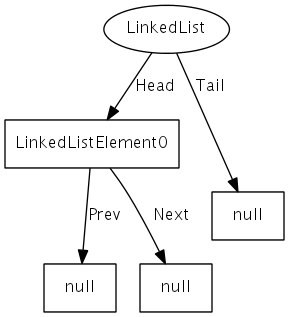 LinkedList
Head
Tail
LinkedListElement0
null
Prev
Next
null
null